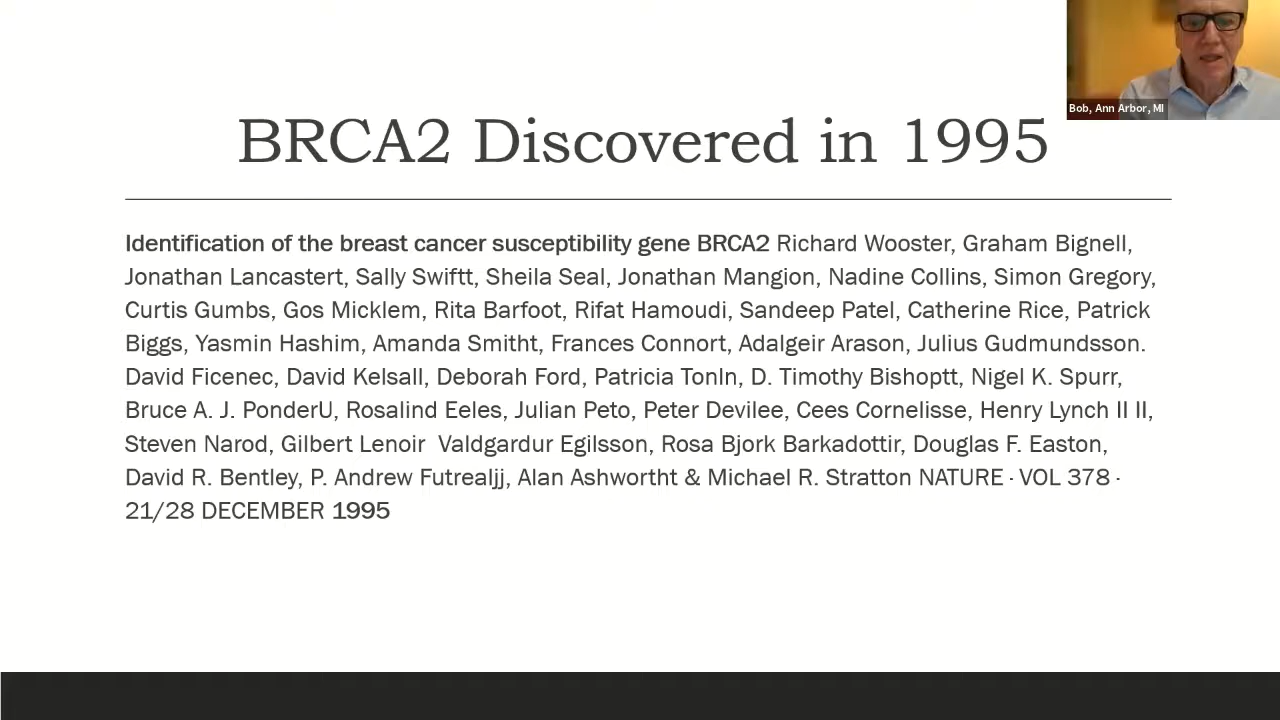 Bob, Ann Arbor, MI
BRCA2 Discovered in 1995
Identification of the breast cancer susceptibility gene BRCA2 Richard Wooster, Graham Bignell,
Jonathan Lancastert, Sally Swiftt, Sheila Seal, Jonathan Mangion, Nadine Collins, Simon Gregory,
Curtis Gumbs, Gos Micklem, Rita Barfoot, Rifat Hamoudi, Sandeep Patel, Catherine Rice, Patrick
Biggs, Yasmin Hashim, Amanda Smitht, Frances Connort, Adalgeir Arason, Julius Gudmundsson.
David Ficenec, David Kelsall, Deborah Ford, Patricia Tonln, D. Timothy Bishoptt, Nigel K. Spurr,
Bruce A. J. PonderU, Rosalind Eeles, Julian Peto, Peter Devilee, Cees Cornelisse, Henry Lynch II II,
Steven Narod, Gilbert Lenoir  Valdgardur Egilsson, Rosa Bjork Barkadottir, Douglas F. Easton,
David R. Bentley, P. Andrew Futrealjj, Alan Ashwortht & Michael R. Stratton NATURE · VOL 378 ·
21/28 DECEMBER 1995